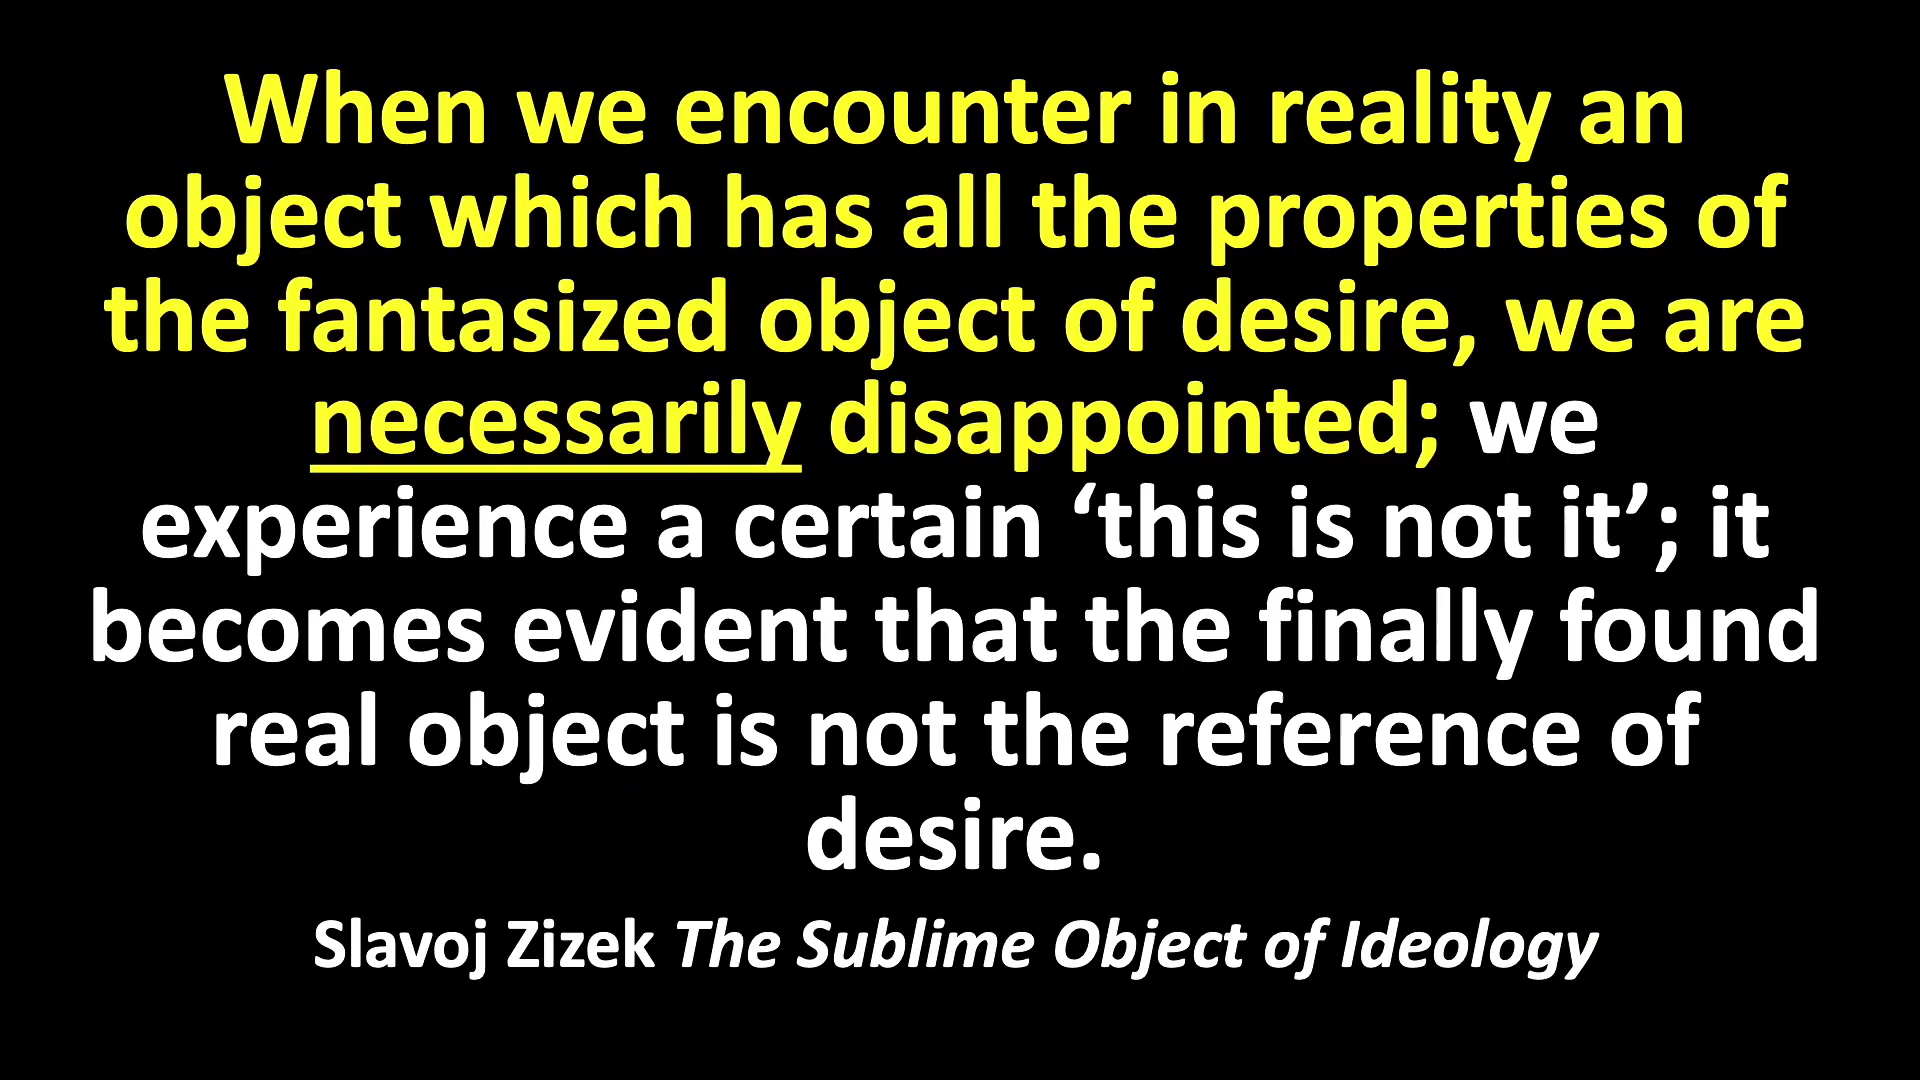 When we encounter in reality an
object which has all the properties of
the fantasized object of desire, we are
necessarily disappointed; we
experience a certain ‘this is not it’; it
becomes evident that the finally found
real object is not the reference of
desire.
Slavoj Zizek The Sublime Object of Ideology